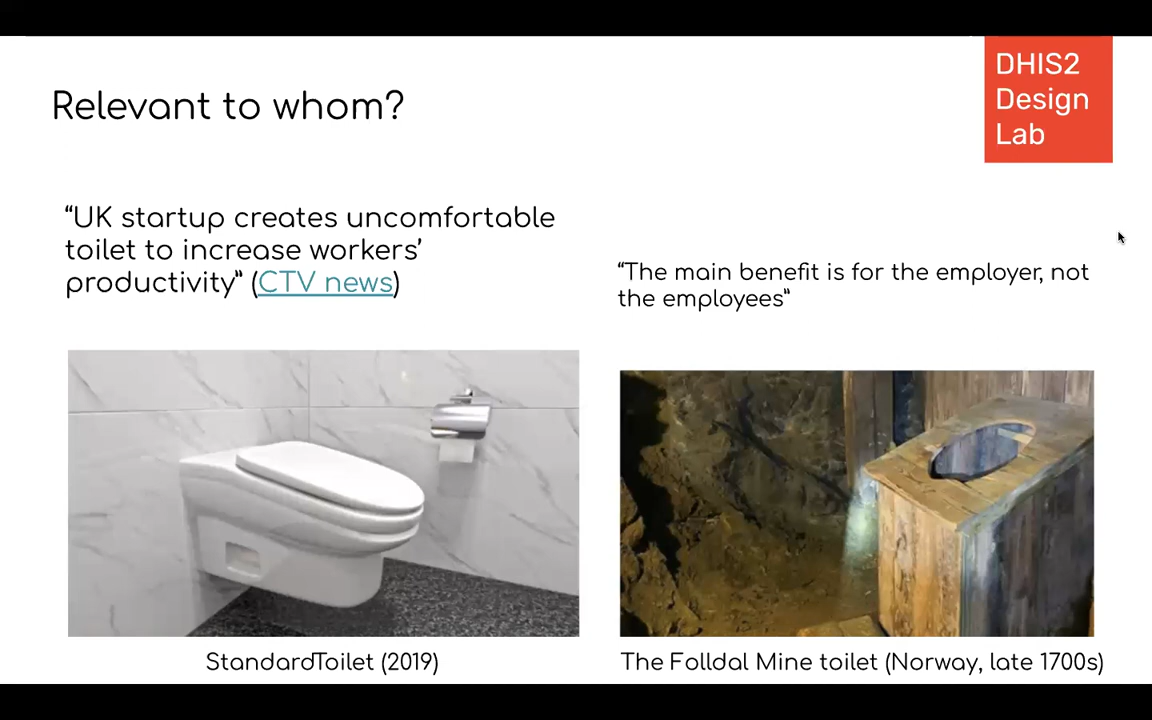 DHIS2
Design
Lab
Relevant to whom?
“UK startup creates uncomfortable
toilet to increase workers’
productivity” (CTV news)
“The main benefit is for the employer, not
the employees”
StandardToilet (2019)
The Folldal Mine toilet (Norway, late 1700s)